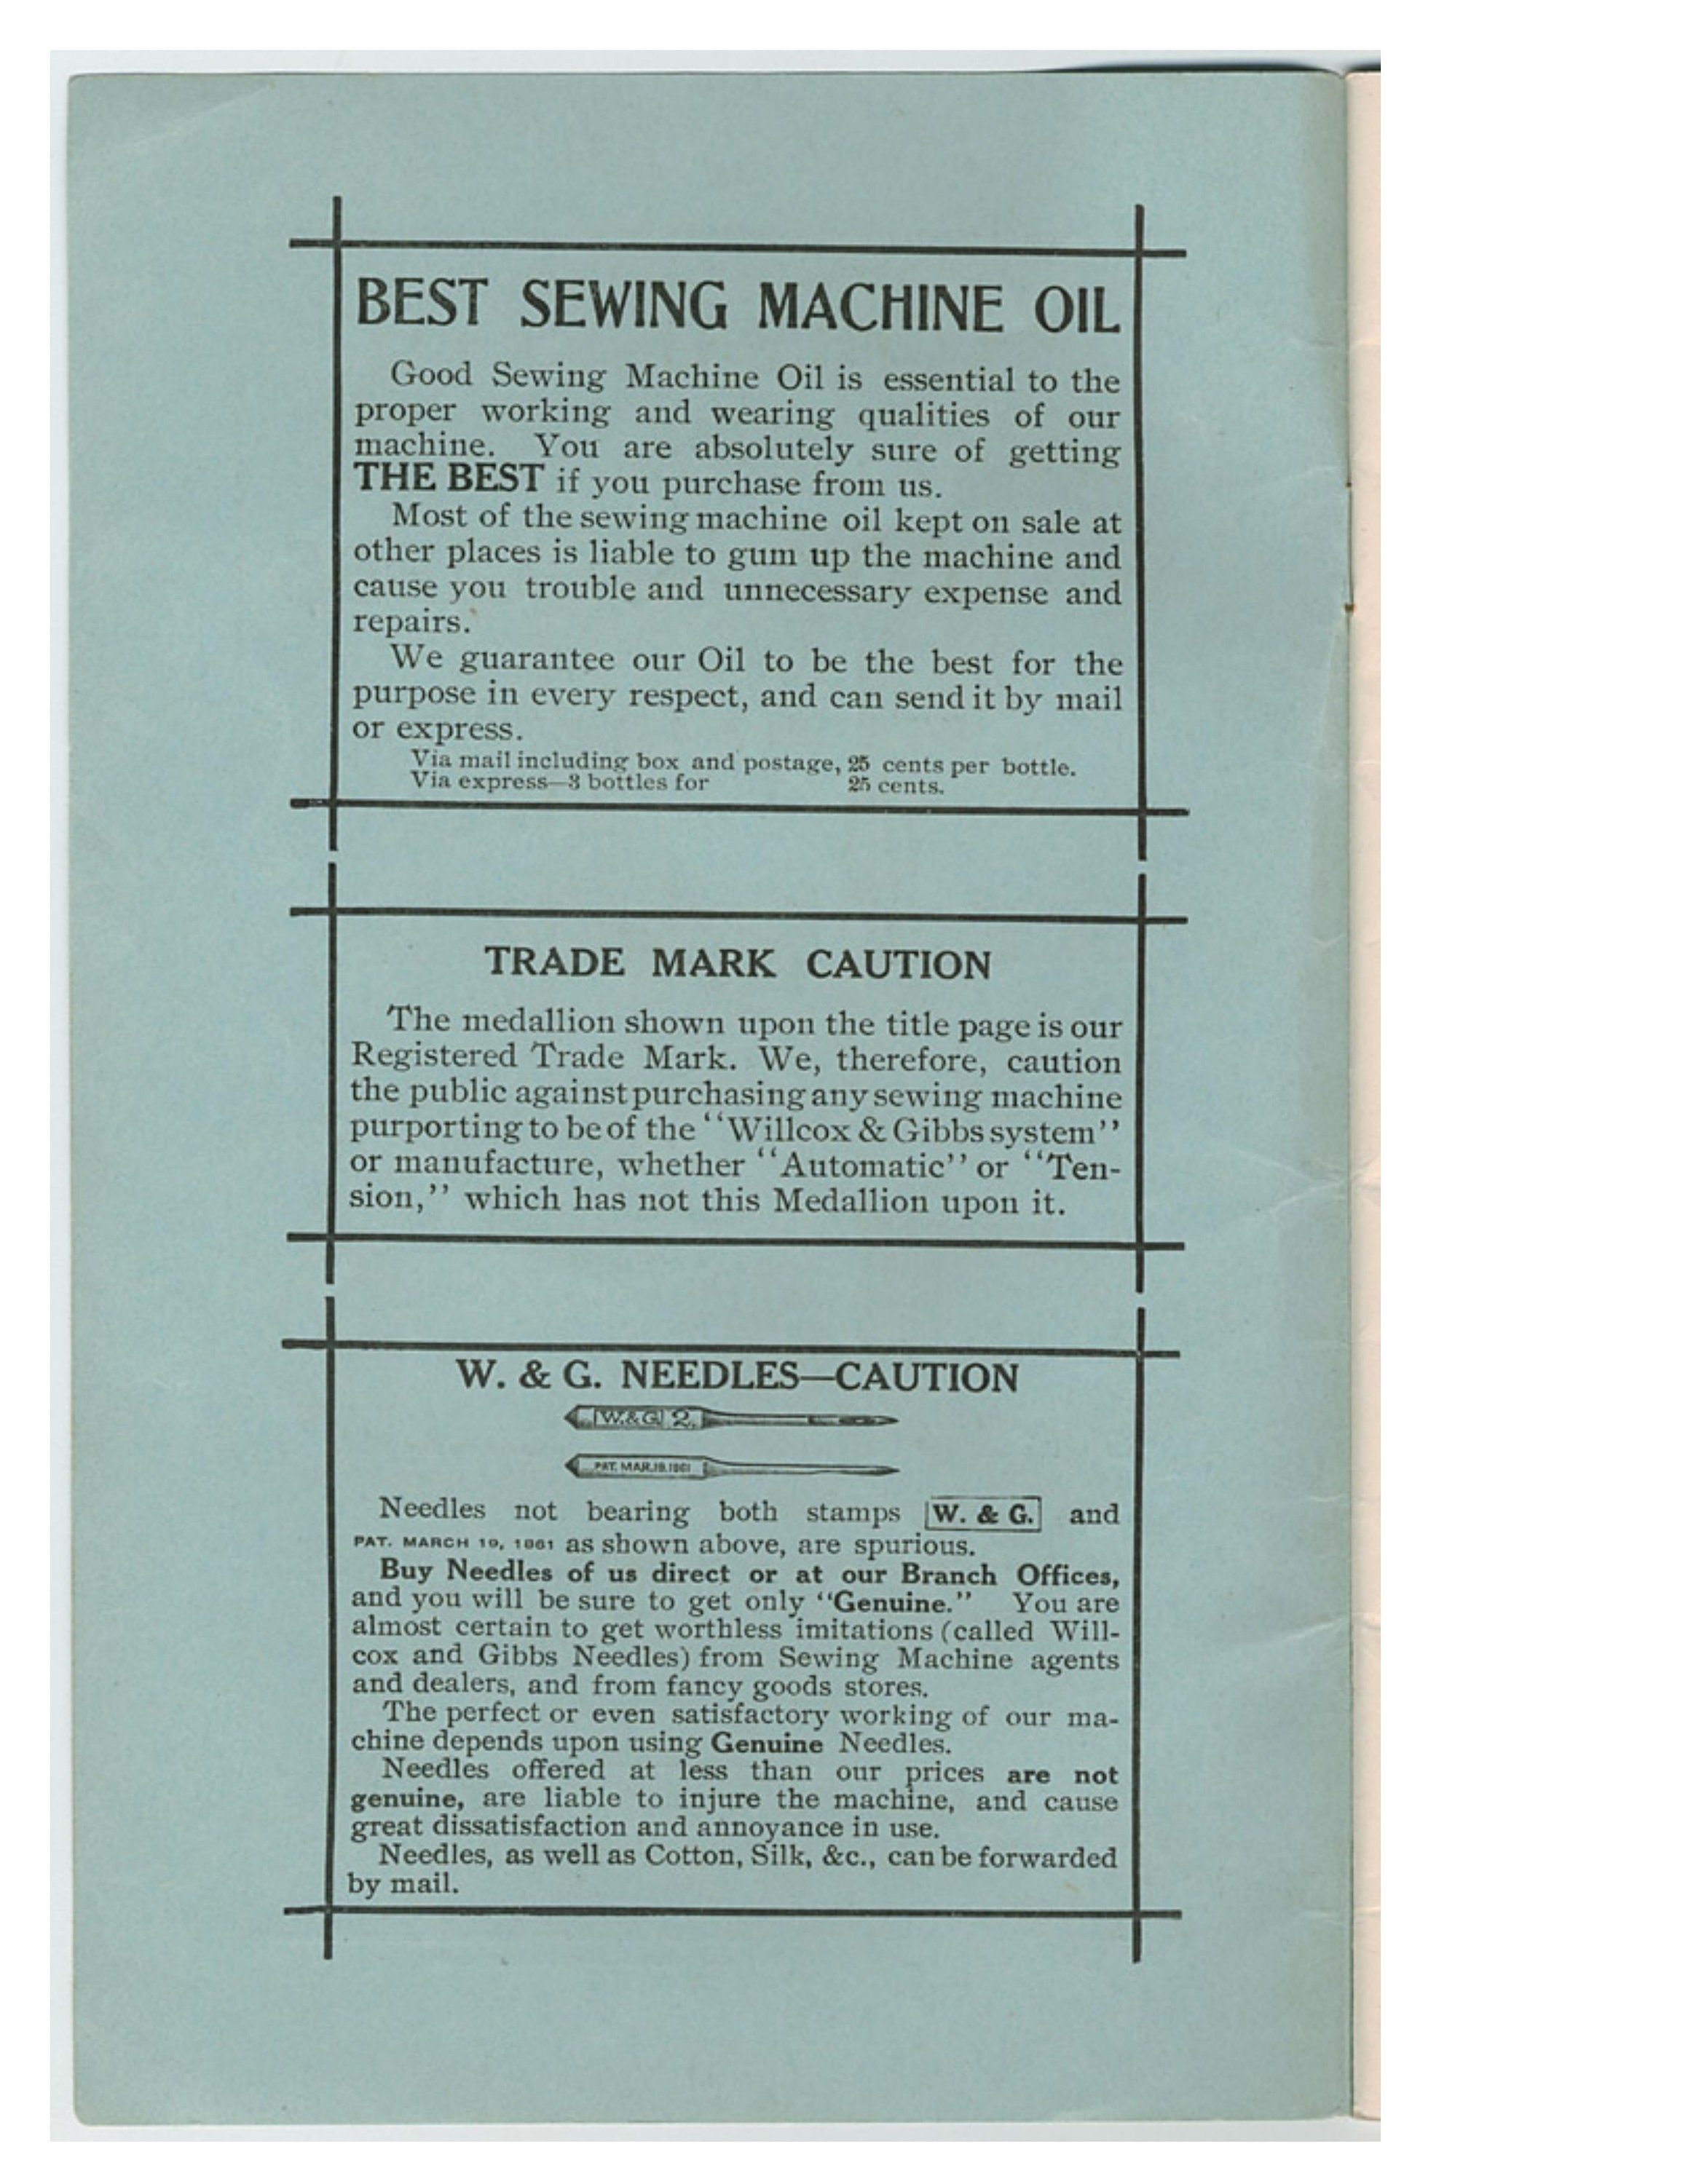 BEST SEWING MACHINE OIL
Good Sewing Machine Oil is essential to the
proper working and wearing qualities of our
machine. You are absolutely sure of getting
THE BEST if you purchase from us.
Most of the sewing machine oil kept on sale at
other places is liable to gum up the machine and
cause you trouble and unnecessary expense and
repairs.
We guarantee our Oil to be the best for the
purpose in every respect, and can send it by mail
or express.
Via mail including box and postage, 25 cents per bottle.
Via express—3 bottles for 25 cents.
TRADE MARK CAUTION
The medallion shown upon the title page is our
Registered Trade Mark. We, therefore, caution
the public against purchasing any sewing machine
purporting to be of the “Willcox & Gibbs system”
or manufacture, whether “Automatic” or “Ten-
sion,” which has not this Medallion upon it.
W. & G. NEEDLES—CAUTION
W.&G. 2.
PAT. MAR.19.1861
Needles not bearing both stamps W. & G. and
PAT. MARCH 19, 1861 as shown above, are spurious.
Buy Needles of us direct or at our Branch Offices,
and you will be sure to get only “Genuine.” You are
almost certain to get worthless imitations (called Will-
cox and Gibbs Needles) from Sewing Machine agents
and dealers, and from fancy goods stores.
The perfect or even satisfactory working of our ma-
chine depends upon using Genuine Needles.
Needles offered at less than our prices are not
genuine, are liable to injure the machine, and cause
great dissatisfaction and annoyance in use.
Needles, as well as Cotton, Silk, &c., can be forwarded
by mail.